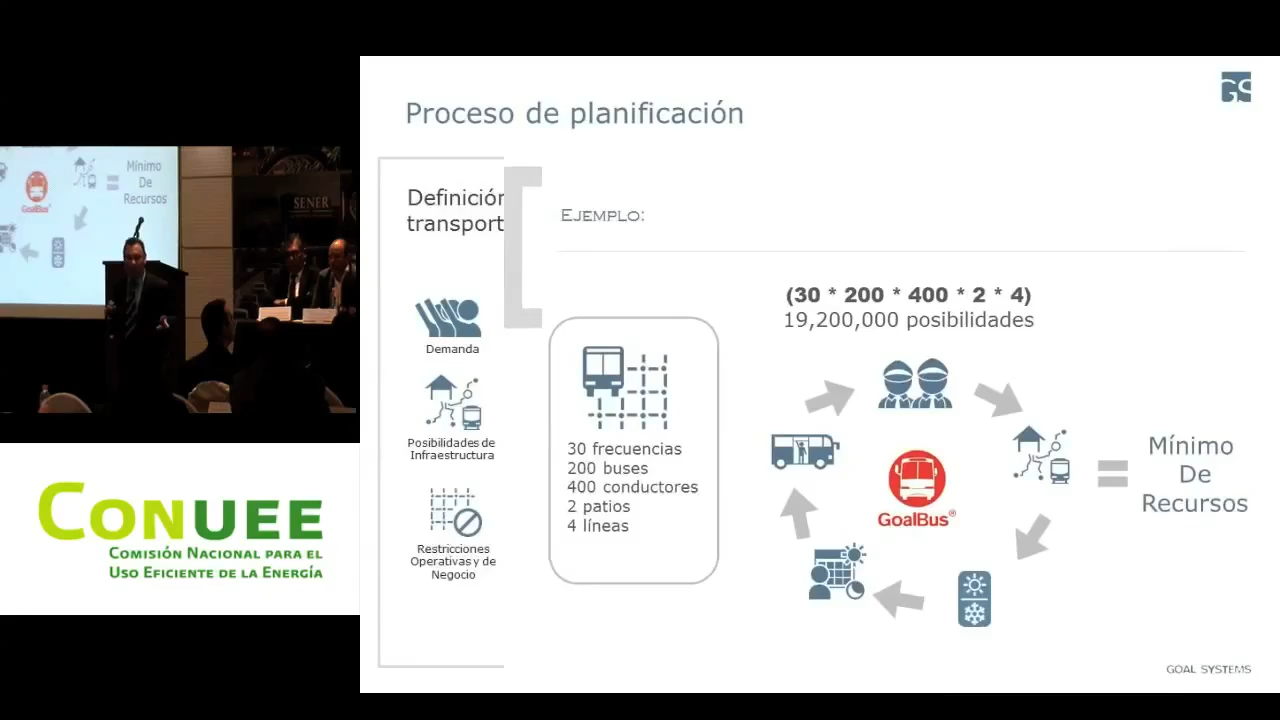 GS
Proceso de planificación
Definición
transport
EJEMPLO:
(30 * 200 * 400 * 2 * 4)
19,200,000 posibilidades
Demanda
Posibilidades de
Infraestructura
Restricciones
Operativas y de
Negocio
30 frecuencias
200 buses
400 conductores
2 patios
4 líneas
GoalBus®
Mínimo
De
Recursos
GOAL SYSTEMS
Mínimo
De
Recursos
GoalBus
SENER
CONUEE
COMISIÓN NACIONAL PARA EL
USO EFICIENTE DE LA ENERGÍA